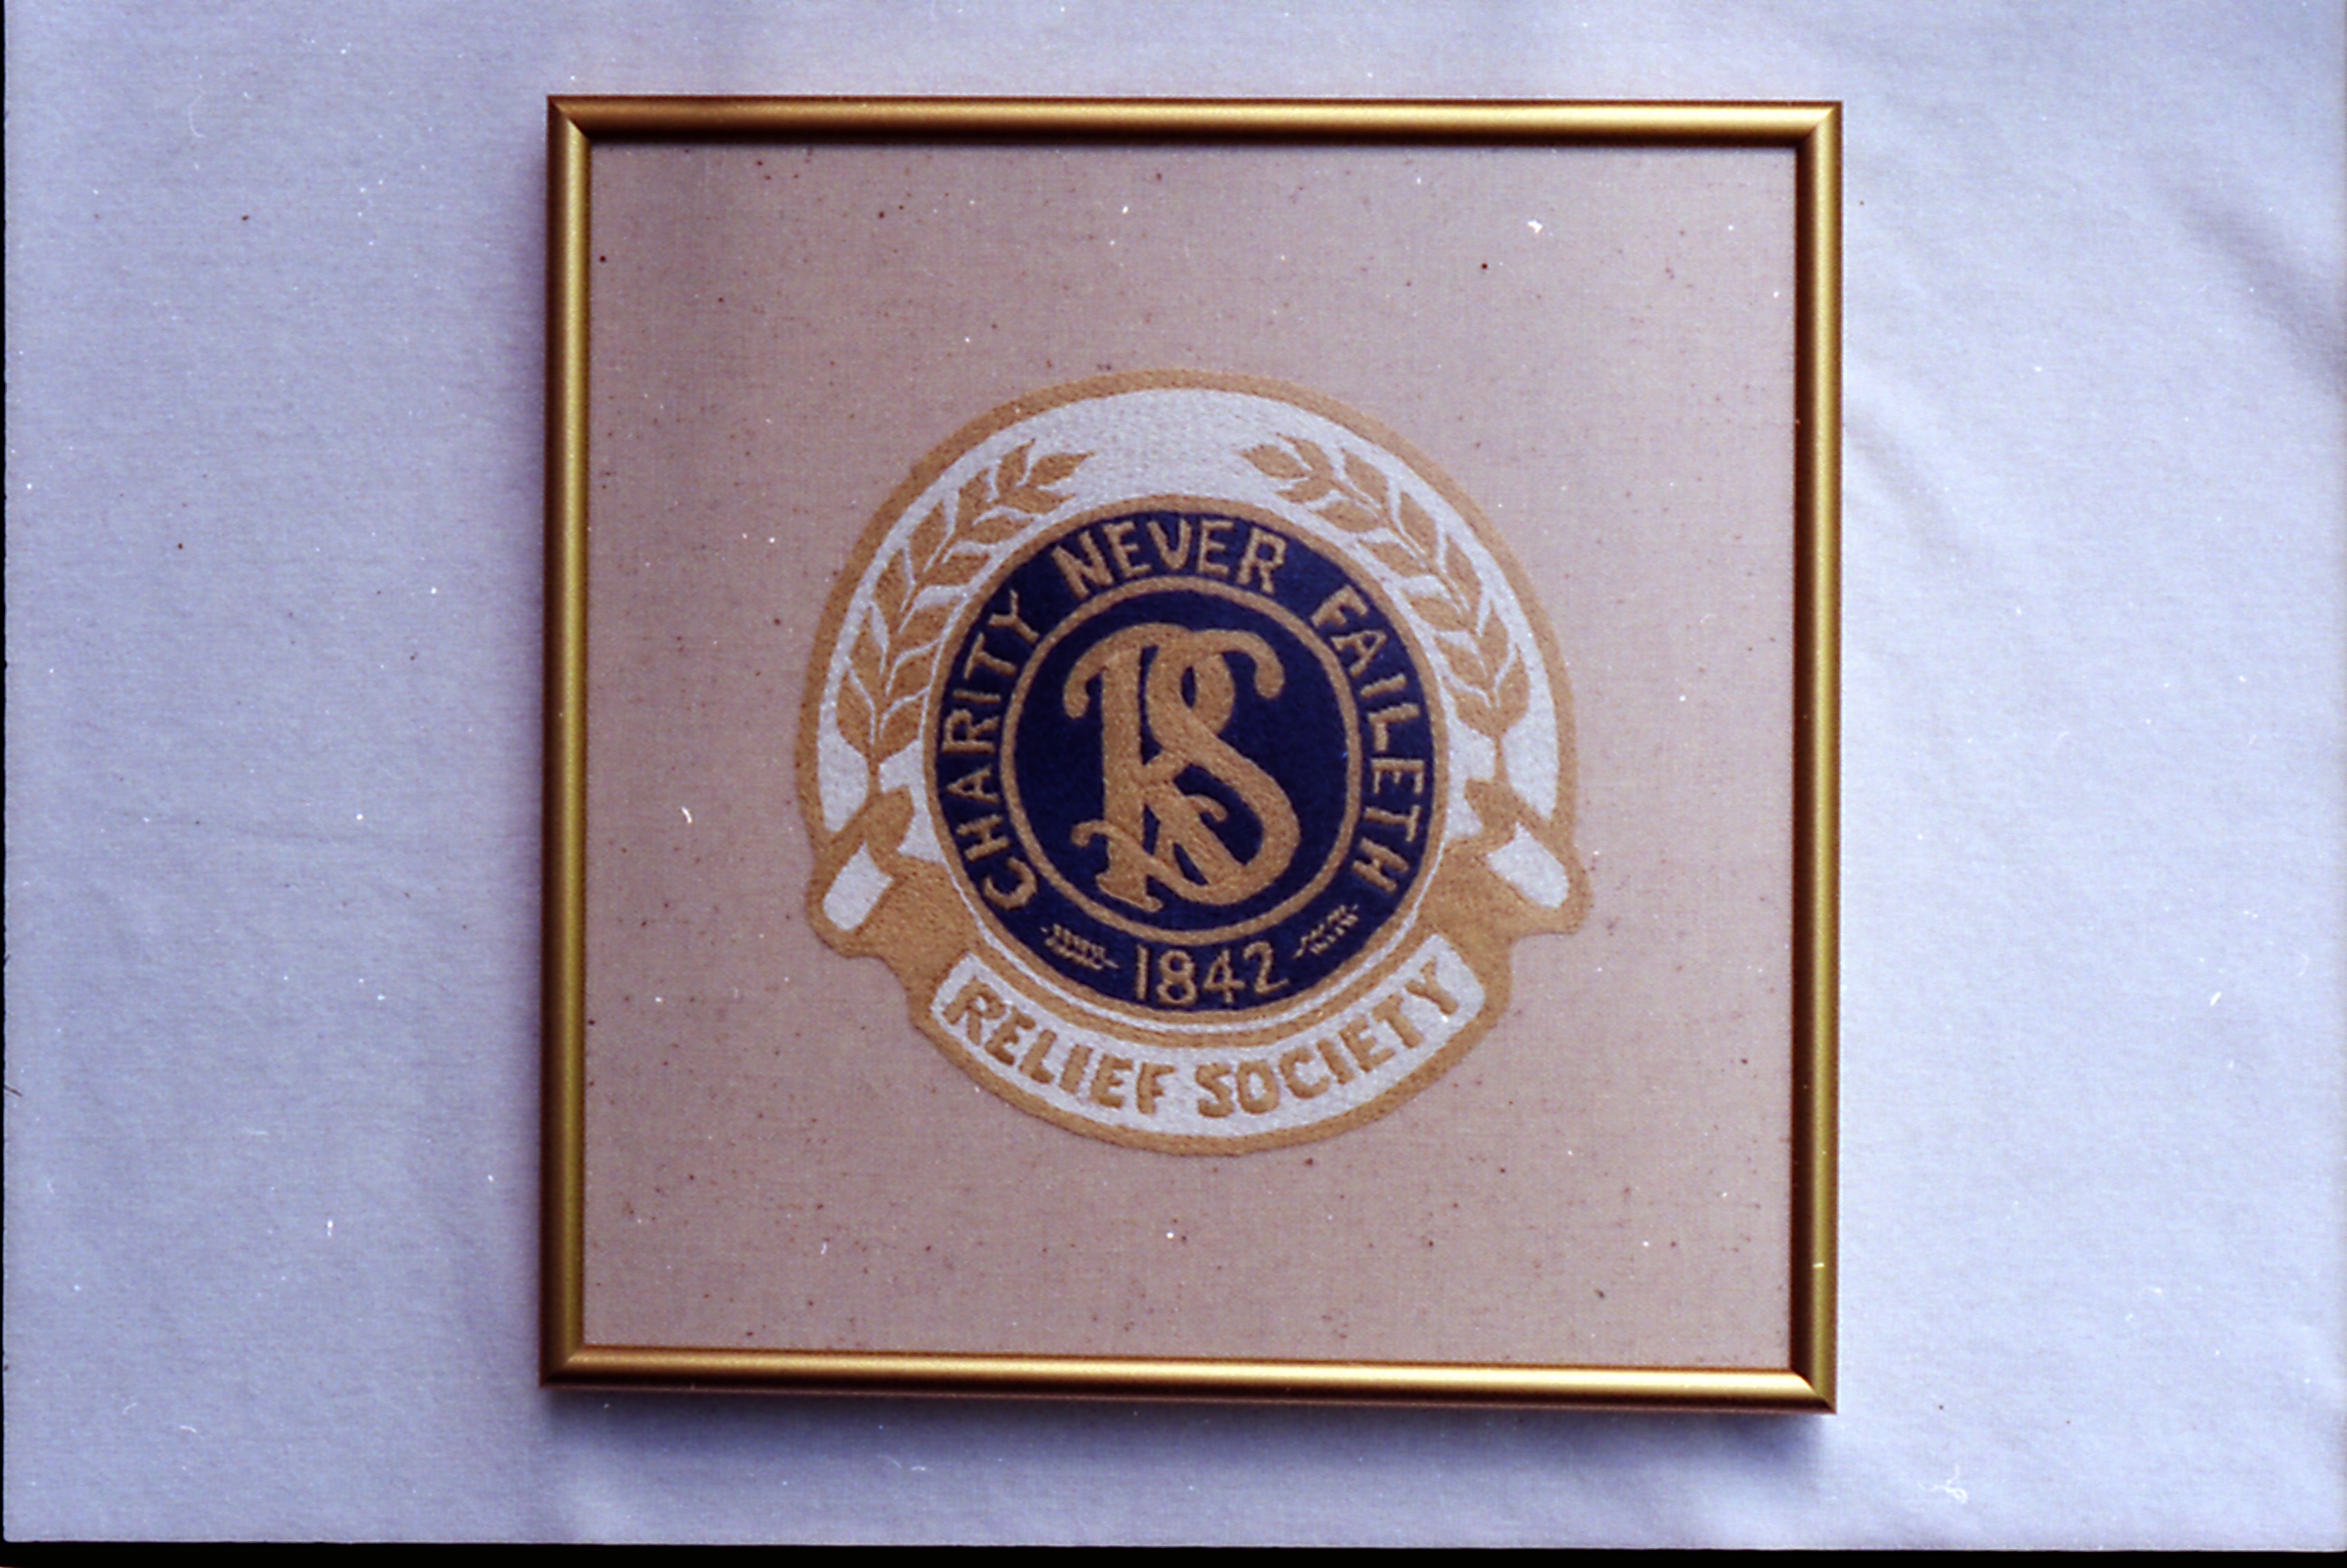 CHARITY NEVER FAILETH
RS
1842
RELIEF SOCIETY